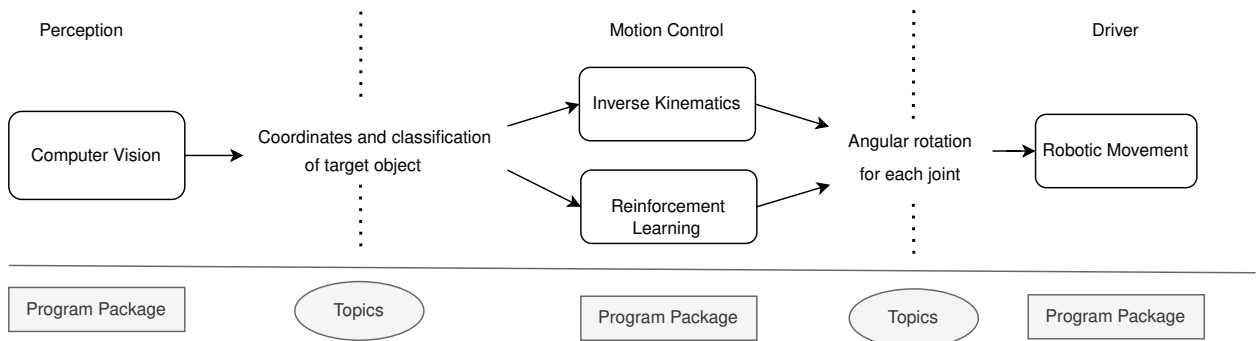 Perception
Motion Control
Driver
Computer Vision
Coordinates and classification
of target object
Inverse Kinematics
Reinforcement
Learning
Angular rotation
for each joint
Robotic Movement
Program Package
Topics
Program Package
Topics
Program Package